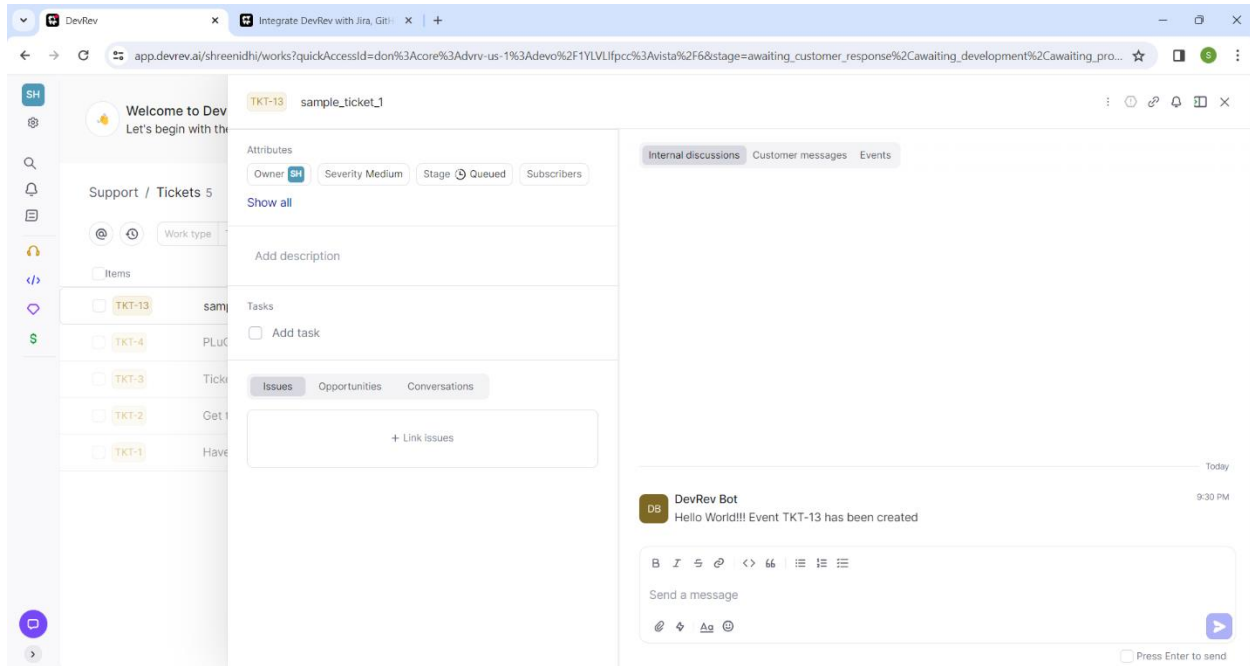 DevRev
Integrate DevRev with Jira, GitH
app.devrev.ai/shreenidhi/works?quickAccessId=don%3Acore%3Advrv-us-1%3Adevo%2F1YLVLIfpcc%3Avista%2F6&stage=awaiting_customer_response%2Cawaiting_development%2Cawaiting_pro...
S
SH
Welcome to Dev
Let's begin with the
Support / Tickets 5
Work type
Items
TKT-13 samp
TKT-4 PLuG
TKT-3 Ticke
TKT-2 Get t
TKT-1 Have
TKT-13 sample_ticket_1
Attributes
Owner SH Severity Medium Stage Queued Subscribers
Show all
Add description
Tasks
Add task
Issues Opportunities Conversations
+ Link issues
Internal discussions Customer messages Events
Today
DB DevRev Bot 9:30 PM
Hello World!!! Event TKT-13 has been created
Send a message
Press Enter to send